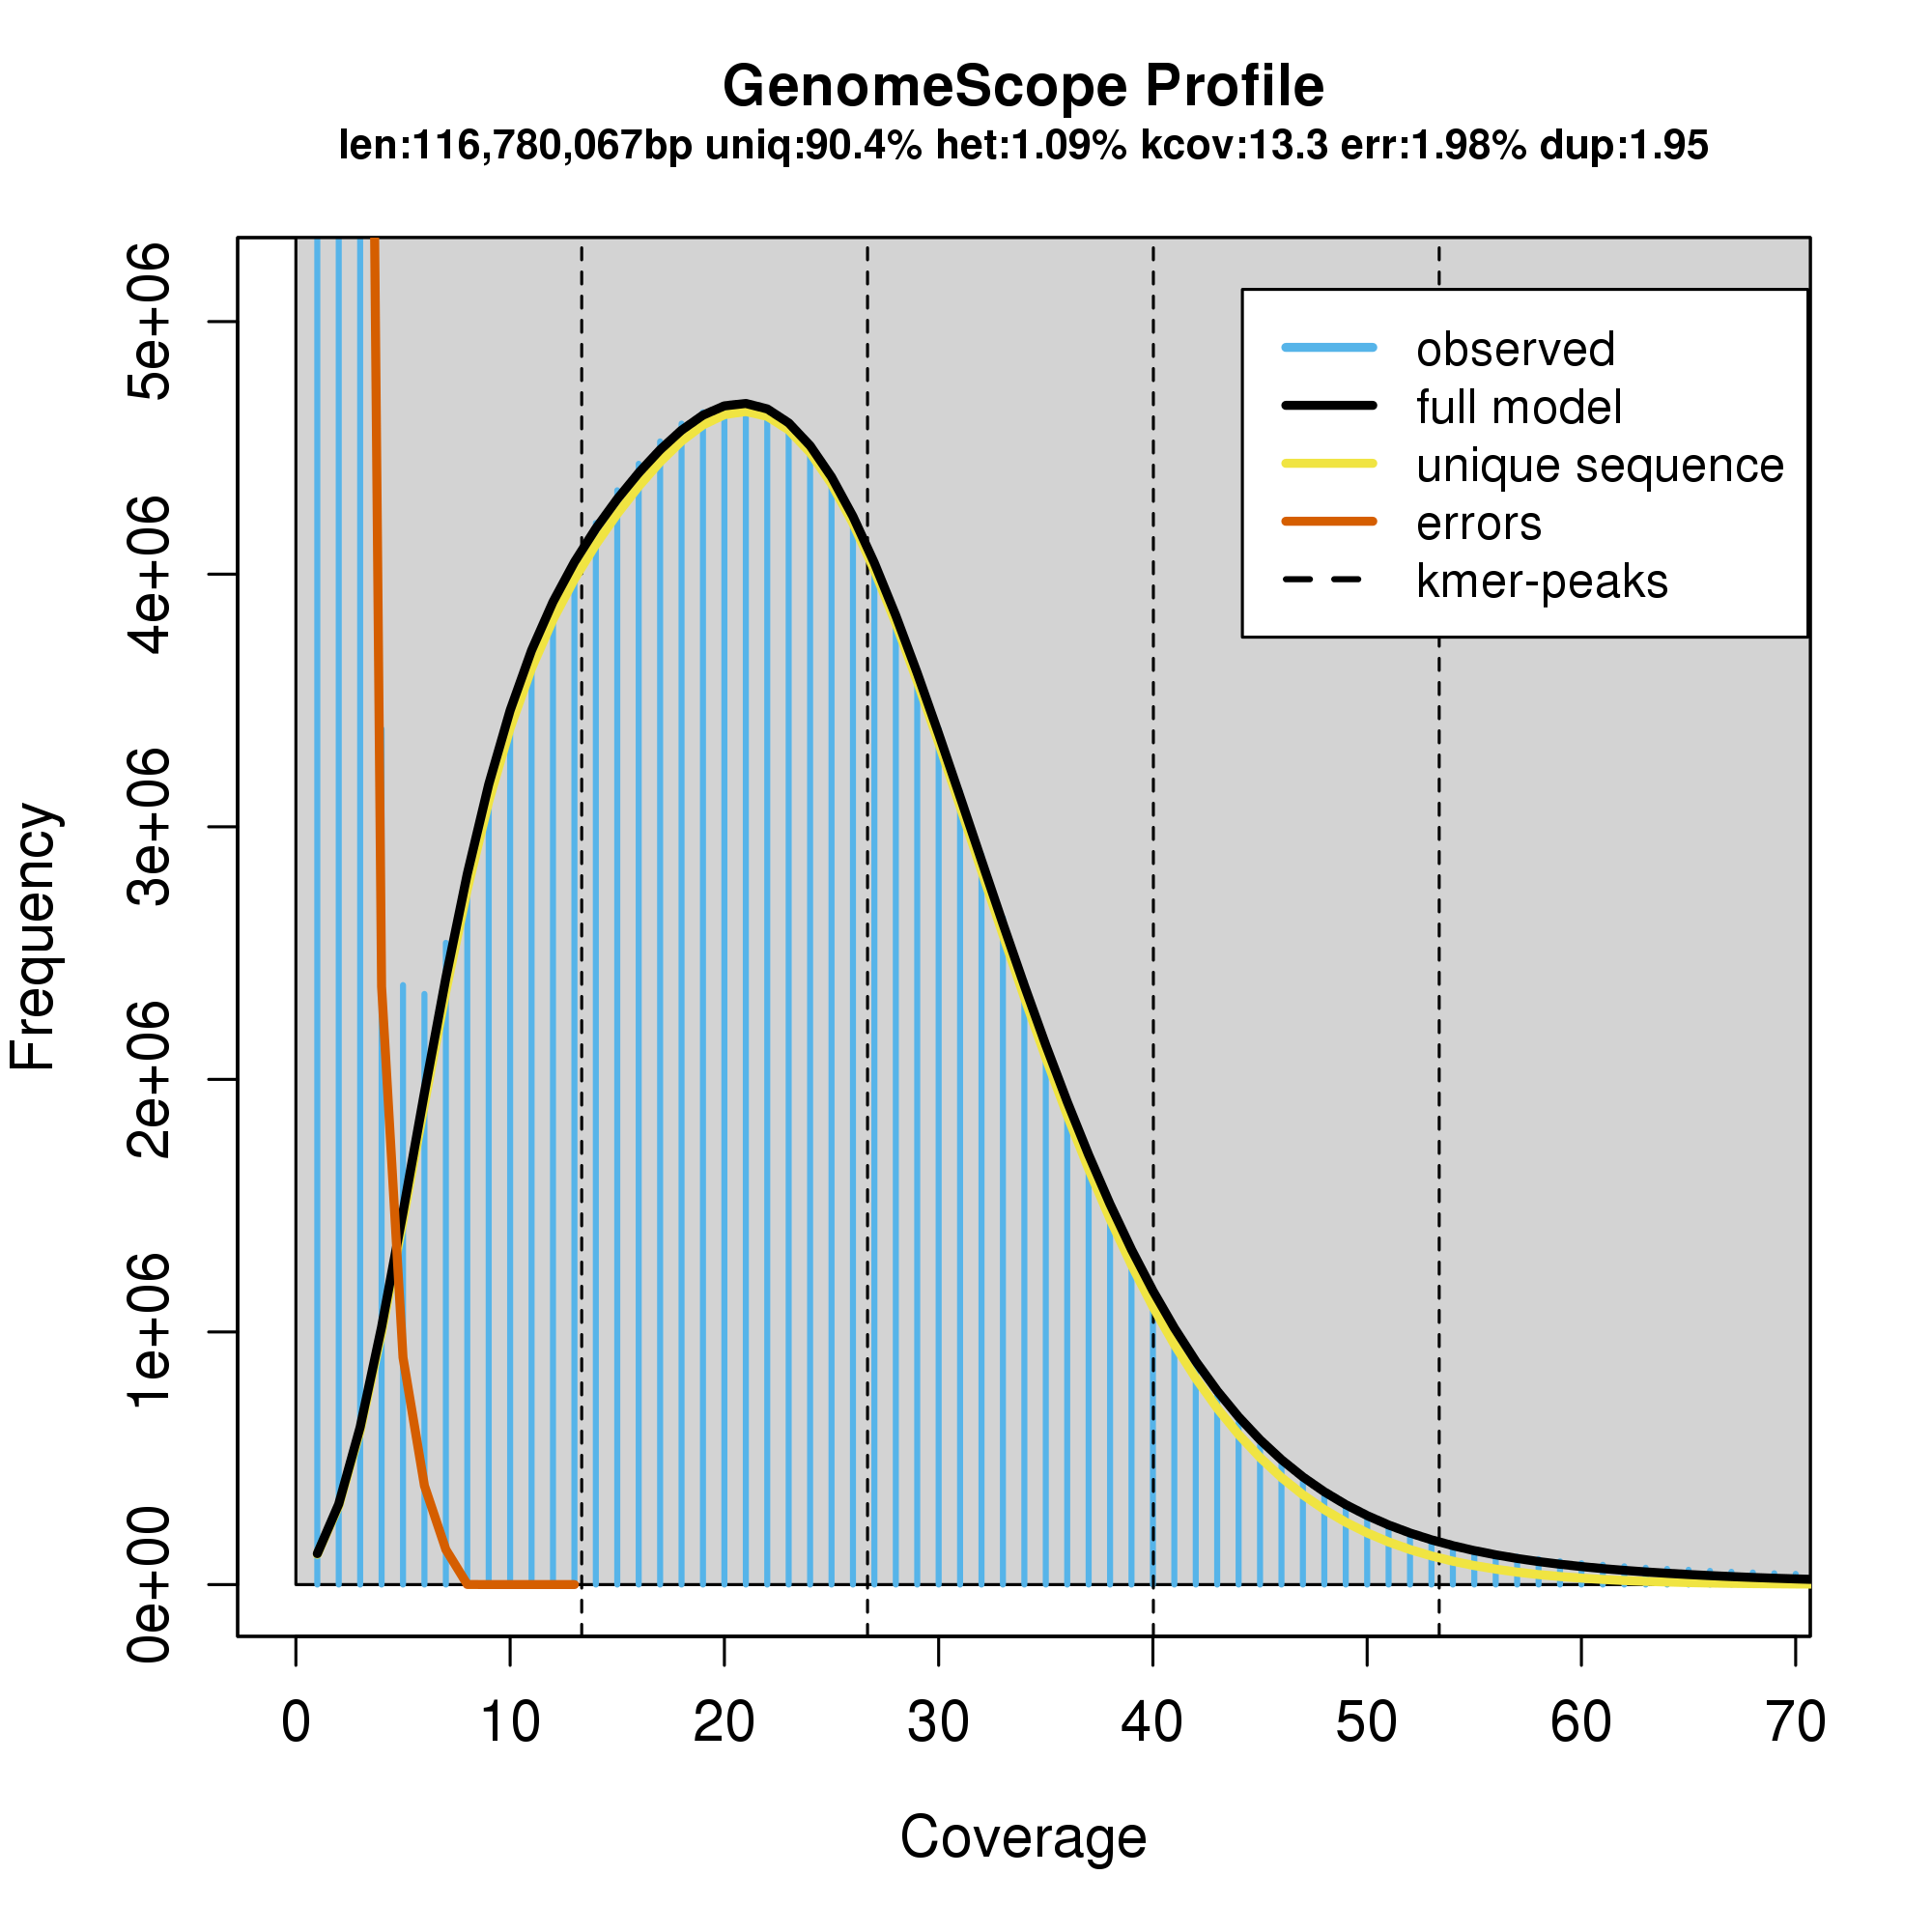 GenomeScope Profile
len:116,780,067bp uniq:90.4% het:1.09% kcov:13.3 err:1.98% dup:1.95
observed
full model
unique sequence
errors
kmer-peaks
Frequency
5e+06
4e+06
3e+06
2e+06
1e+06
0e+00
0 10 20 30 40 50 60 70
Coverage